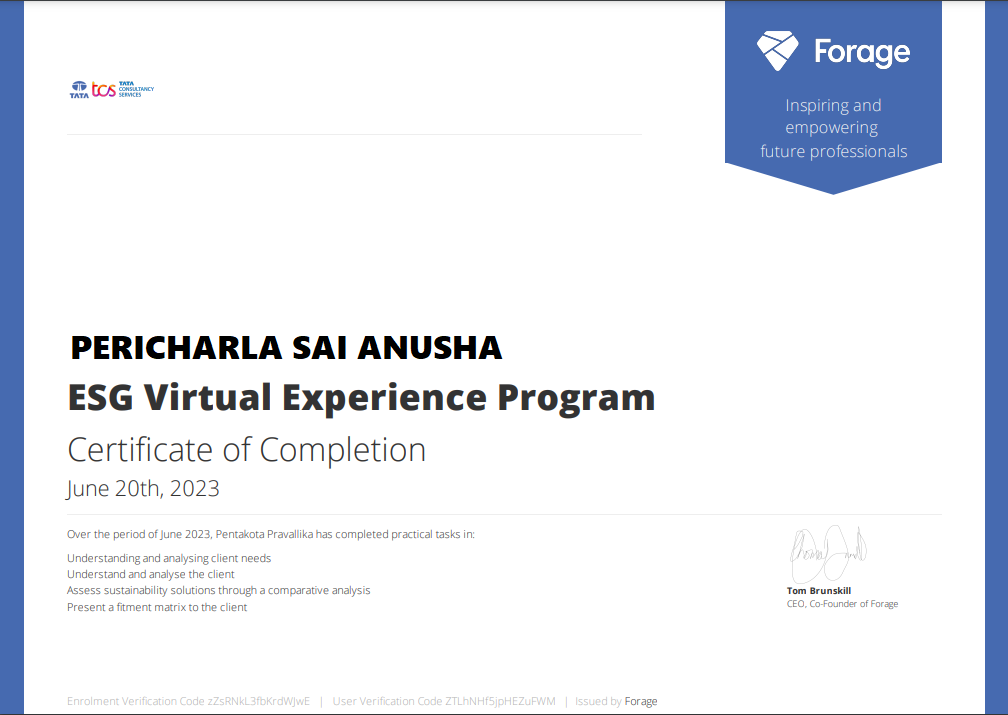 Forage
Inspiring and
empowering
future professionals
TATA
tcs
TATA
CONSULTANCY
SERVICES
PERICHARLA SAI ANUSHA
ESG Virtual Experience Program
Certificate of Completion
June 20th, 2023
Over the period of June 2023, Pentakota Pravallika has completed practical tasks in:
Understanding and analysing client needs
Understand and analyse the client
Assess sustainability solutions through a comparative analysis
Present a fitment matrix to the client
Tom Brunskill
CEO, Co-Founder of Forage
Enrolment Verification Code zZsRNkL3fbKrdWJwE | User Verification Code ZTLhNHf5jpHEZuFWM | Issued by Forage